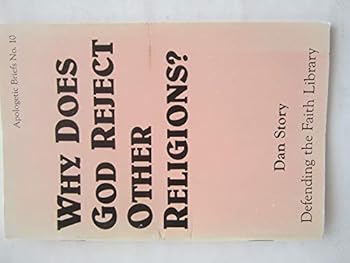 Apologetic Briefs No. 10
WHY DOES
GOD REJECT
OTHER
RELIGIONS?
Dan Story
Defending the Faith Library